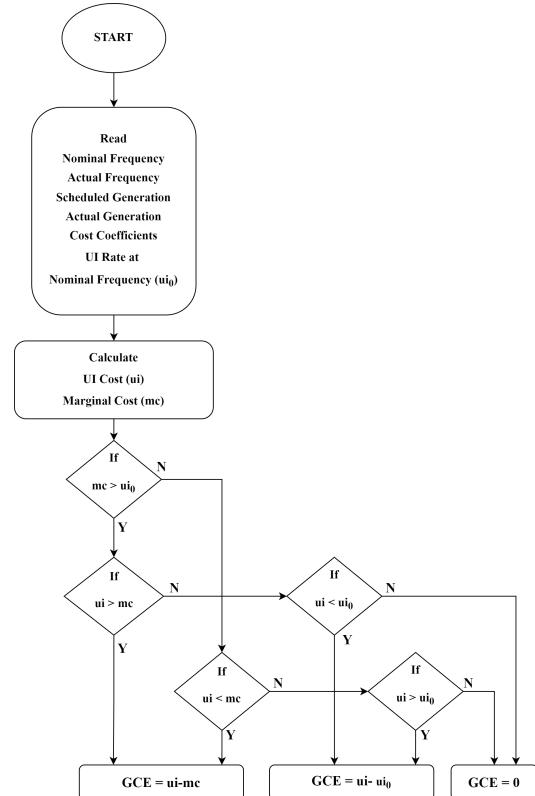 START
Read
Nominal Frequency
Actual Frequency
Scheduled Generation
Actual Generation
Cost Coefficients
UI Rate at
Nominal Frequency (ui₀)
Calculate
UI Cost (ui)
Marginal Cost (mc)
If
mc > ui₀
N
Y
If
ui > mc
N
Y
If
ui < ui₀
N
Y
If
ui < mc
N
Y
If
ui > ui₀
N
Y
GCE = ui-mc
GCE = ui- ui₀
GCE = 0